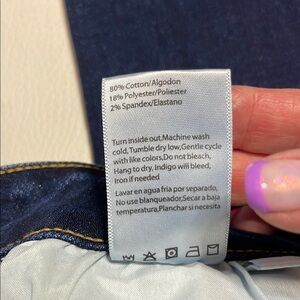 80% Cotton/Algodon
18% Polyester/Poliester
2% Spandex/Elastano
Turn inside out.Machine wash
cold, Tumble dry low,Gentle cycle
with like colors,Do not bleach,
Hang to dry, Indigo will bleed,
Iron if needed
Lavar en agua fria por separado,
No use blanqueador,Secar a baja
temperatura,Planchar si necesita